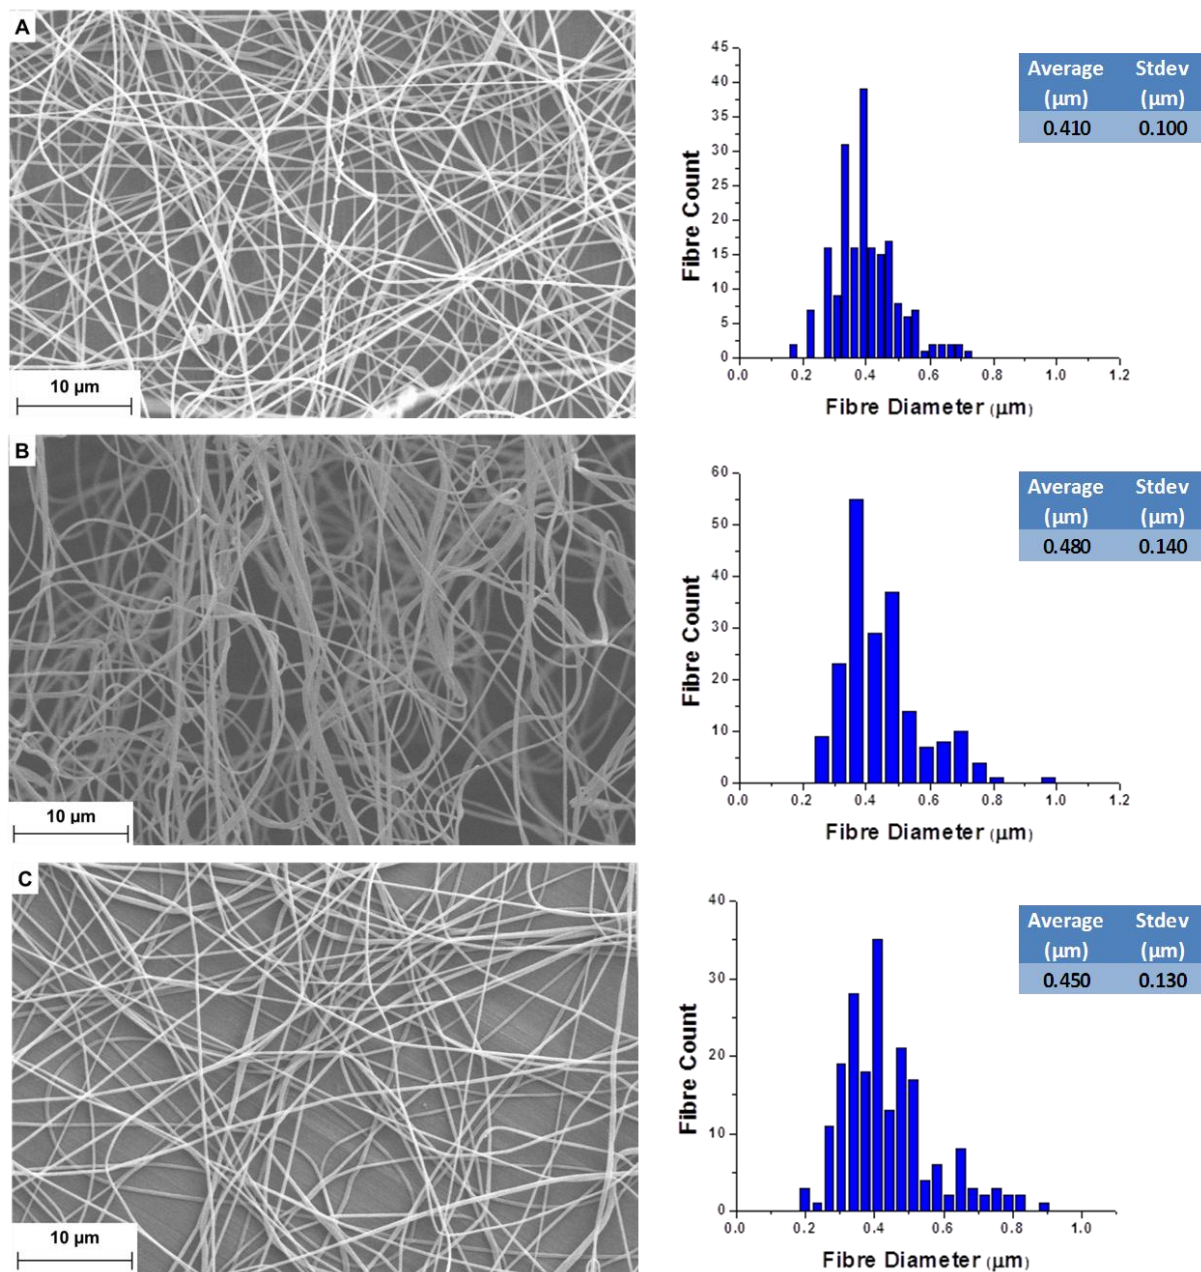 A
10 µm
45
40
35
30
25
20
15
10
5
0
0.0 0.2 0.4 0.6 0.8 1.0 1.2
Fibre Count
Fibre Diameter (µm)
Average Stdev
(µm) (µm)
0.410 0.100
B
10 µm
60
50
40
30
20
10
0
0.0 0.2 0.4 0.6 0.8 1.0 1.2
Fibre Count
Fibre Diameter (µm)
Average Stdev
(µm) (µm)
0.480 0.140
C
10 µm
40
30
20
10
0
0.0 0.2 0.4 0.6 0.8 1.0
Fibre Count
Fibre Diameter (µm)
Average Stdev
(µm) (µm)
0.450 0.130